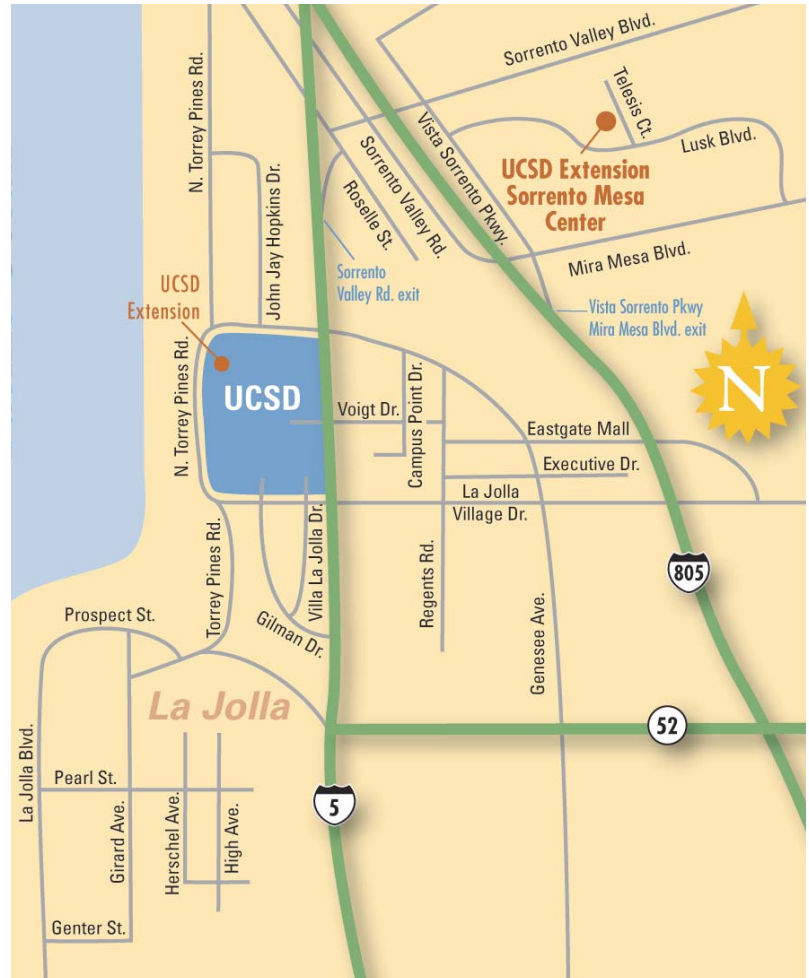 Sorrento Valley Blvd.
N. Torrey Pines Rd.
Telesis Ct.
Vista Sorrento Pkwy.
Lusk Blvd.
UCSD Extension
Sorrento Mesa
Center
John Jay Hopkins Dr.
Sorrento Valley Rd.
Roselle St.
Mira Mesa Blvd.
Sorrento
Valley Rd. exit
UCSD
Extension
Vista Sorrento Pkwy
Mira Mesa Blvd. exit
N
N. Torrey Pines Rd.
UCSD
Voigt Dr.
Campus Point Dr.
Eastgate Mall
Executive Dr.
La Jolla
Village Dr.
Torrey Pines Rd.
Villa La Jolla Dr.
Gilman Dr.
Regents Rd.
Genesee Ave.
805
Prospect St.
La Jolla
52
La Jolla Blvd.
Pearl St.
5
Girard Ave.
Herschel Ave.
High Ave.
Genter St.